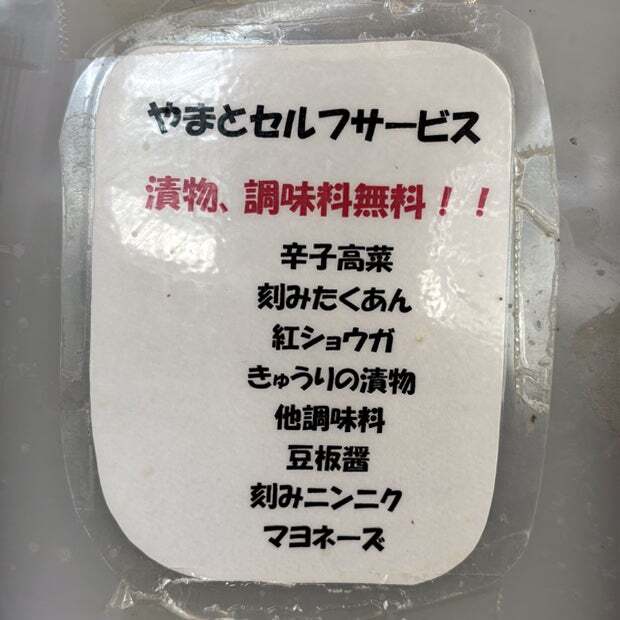 やまとセルフサービス
漬物、調味料無料！！
辛子高菜
刻みたくあん
紅ショウガ
きゅうりの漬物
他調味料
豆板醤
刻みニンニク
マヨネーズ